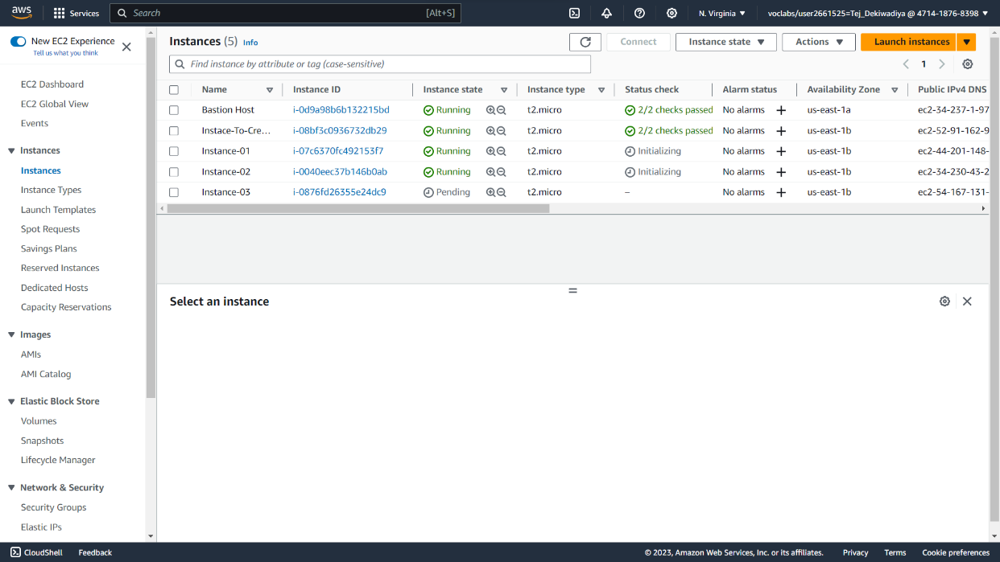 aws Services Search [Alt+S] N. Virginia voclabs/user2661525=Tej_Dekiwadiya @ 4714-1876-8398
New EC2 Experience
Tell us what you think
EC2 Dashboard
EC2 Global View
Events
Instances
Instances
Instance Types
Launch Templates
Spot Requests
Savings Plans
Reserved Instances
Dedicated Hosts
Capacity Reservations
Images
AMIs
AMI Catalog
Elastic Block Store
Volumes
Snapshots
Lifecycle Manager
Network & Security
Security Groups
Elastic IPs
Instances (5) Info Connect Instance state Actions Launch instances
Find instance by attribute or tag (case-sensitive) 1
Name Instance ID Instance state Instance type Status check Alarm status Availability Zone Public IPv4 DNS
Bastion Host i-0d9a98b6b132215bd Running t2.micro 2/2 checks passed No alarms us-east-1a ec2-34-237-1-97
Instace-To-Cre... i-08bf3c0936732db29 Running t2.micro 2/2 checks passed No alarms us-east-1b ec2-52-91-162-9
Instance-01 i-07c6370fc492153f7 Running t2.micro Initializing No alarms us-east-1b ec2-44-201-148-
Instance-02 i-0040eec37b146b0ab Running t2.micro Initializing No alarms us-east-1b ec2-34-230-43-2
Instance-03 i-0876fd26355e24dc9 Pending t2.micro – No alarms us-east-1b ec2-54-167-131-
Select an instance
CloudShell Feedback © 2023, Amazon Web Services, Inc. or its affiliates. Privacy Terms Cookie preferences